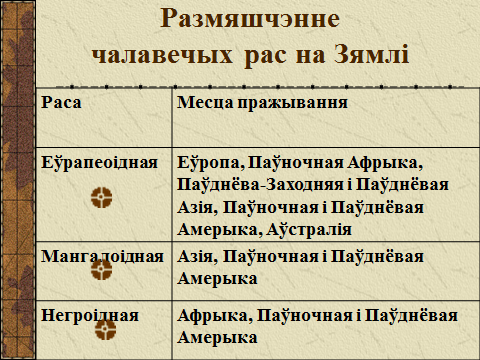 Размяшчэнне
чалавечых рас на Зямлі
Раса
Месца пражывання
Еўрапеоідная
Еўропа, Паўночная Афрыка,
Паўднёва-Заходняя і Паўднёвая
Азія, Паўночная і Паўднёвая
Амерыка, Аўстралія
Мангалоідная
Азія, Паўночная і Паўднёвая
Амерыка
Негроідная
Афрыка, Паўночная і Паўднёвая
Амерыка